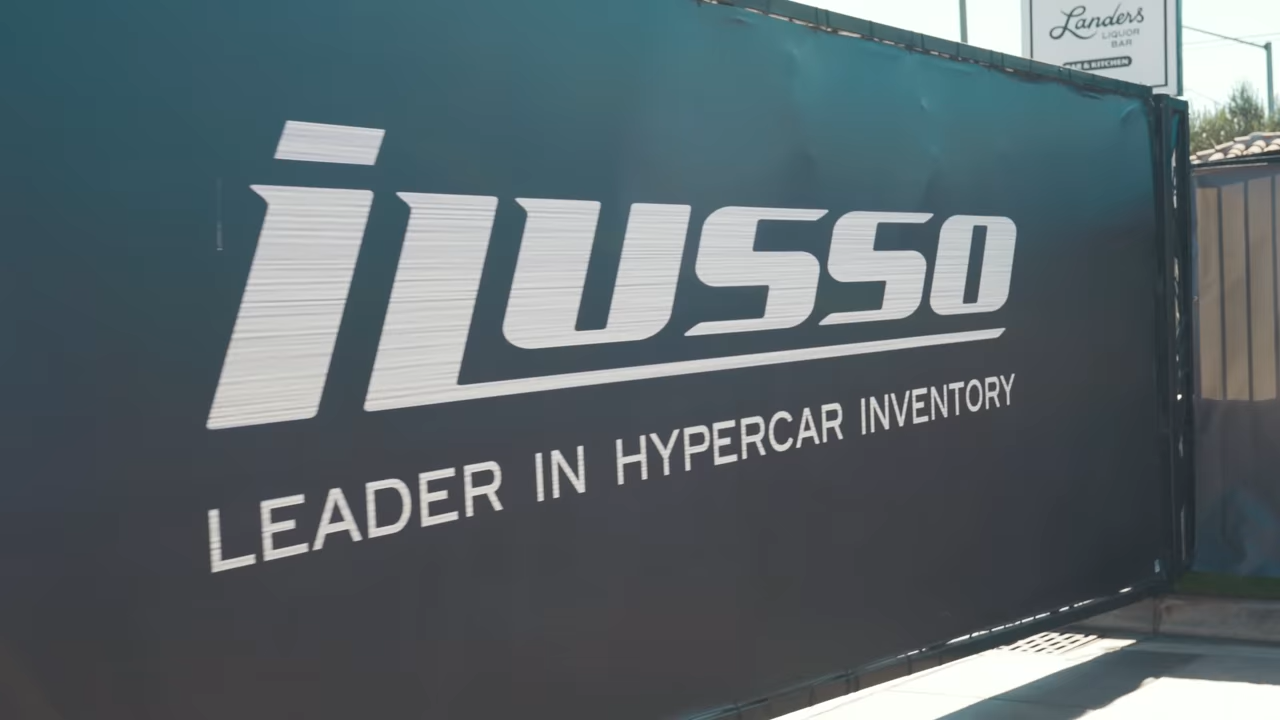 Landers
LIQUOR
BAR
BAR & KITCHEN
iLUSSO
LEADER IN HYPERCAR INVENTORY